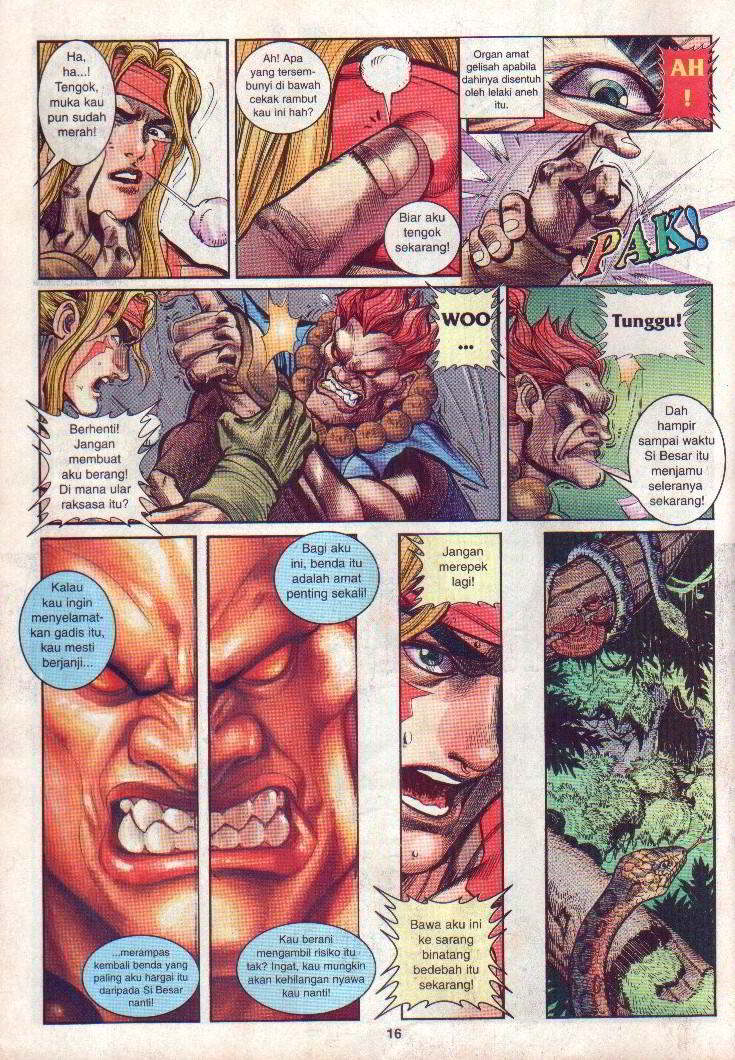 Ha,
ha...!
Tengok,
muka kau
pun sudah
merah!
Ah! Apa
yang tersem-
bunyi di bawah
cekak rambut
kau ini hah?
Biar aku
tengok
sekarang!
Organ amat
gelisah apabila
dahinya disentuh
oleh lelaki aneh
itu.
AH
!
PAK!
Berhenti!
Jangan
membuat
aku berang!
Di mana ular
raksasa itu?
WOO
...
Tunggu!
Dah
hampir
sampai waktu
Si Besar itu
menjamu
seleranya
sekarang!
Kalau
kau ingin
menyelamat-
kan gadis itu,
kau mesti
berjanji...
...merampas
kembali benda yang
paling aku hargai itu
daripada Si Besar
nanti!
Bagi aku
ini, benda itu
adalah amat
penting sekali!
Kau berani
mengambil risiko itu
tak? Ingat, kau mungkin
akan kehilangan nyawa
kau nanti!
Jangan
merepek
lagi!
Bawa aku ini
ke sarang
binatang
bedebah itu
sekarang!
16